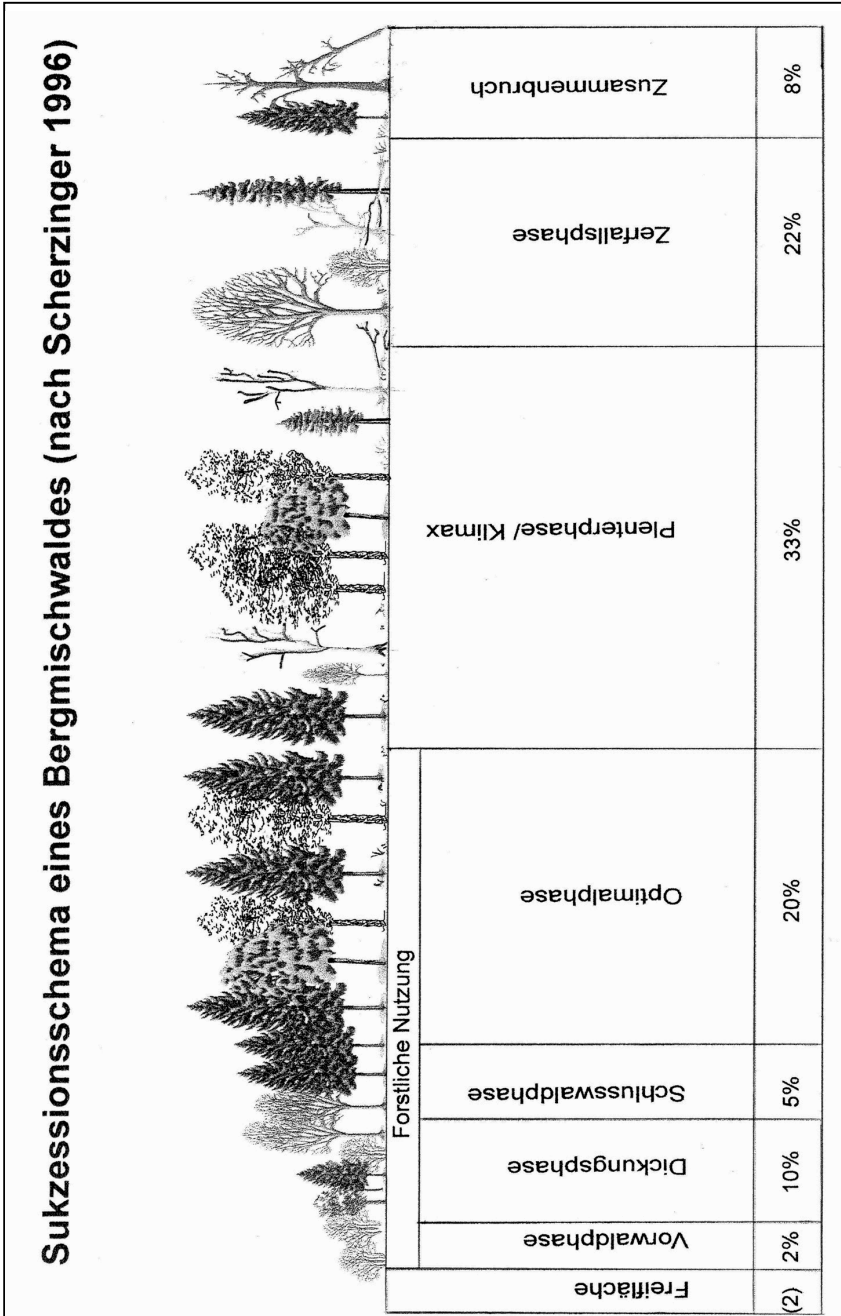 Sukzessionsschema eines Bergmischwaldes (nach Scherzinger 1996)
Forstliche Nutzung
Freifläche
Vorwaldphase
Dickungsphase
Schlusswaldphase
Optimalphase
Plenterphase/ Klimax
Zerfallsphase
Zusammenbruch
(2)
2%
10%
5%
20%
33%
22%
8%